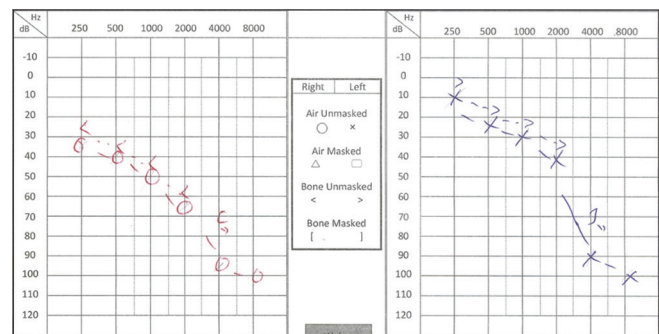 Hz
dB
250 500 1000 2000 4000 8000
-10
0
10
20
30
40
50
60
70
80
90
100
110
120
Right Left
Air Unmasked
○ ×
Air Masked
△ ▢
Bone Unmasked
< >
Bone Masked
[ . ]
Hz
dB
250 500 1000 2000 4000 .8000
-10
0
10
20
30
40
50
60
70
80
90
100
110
120